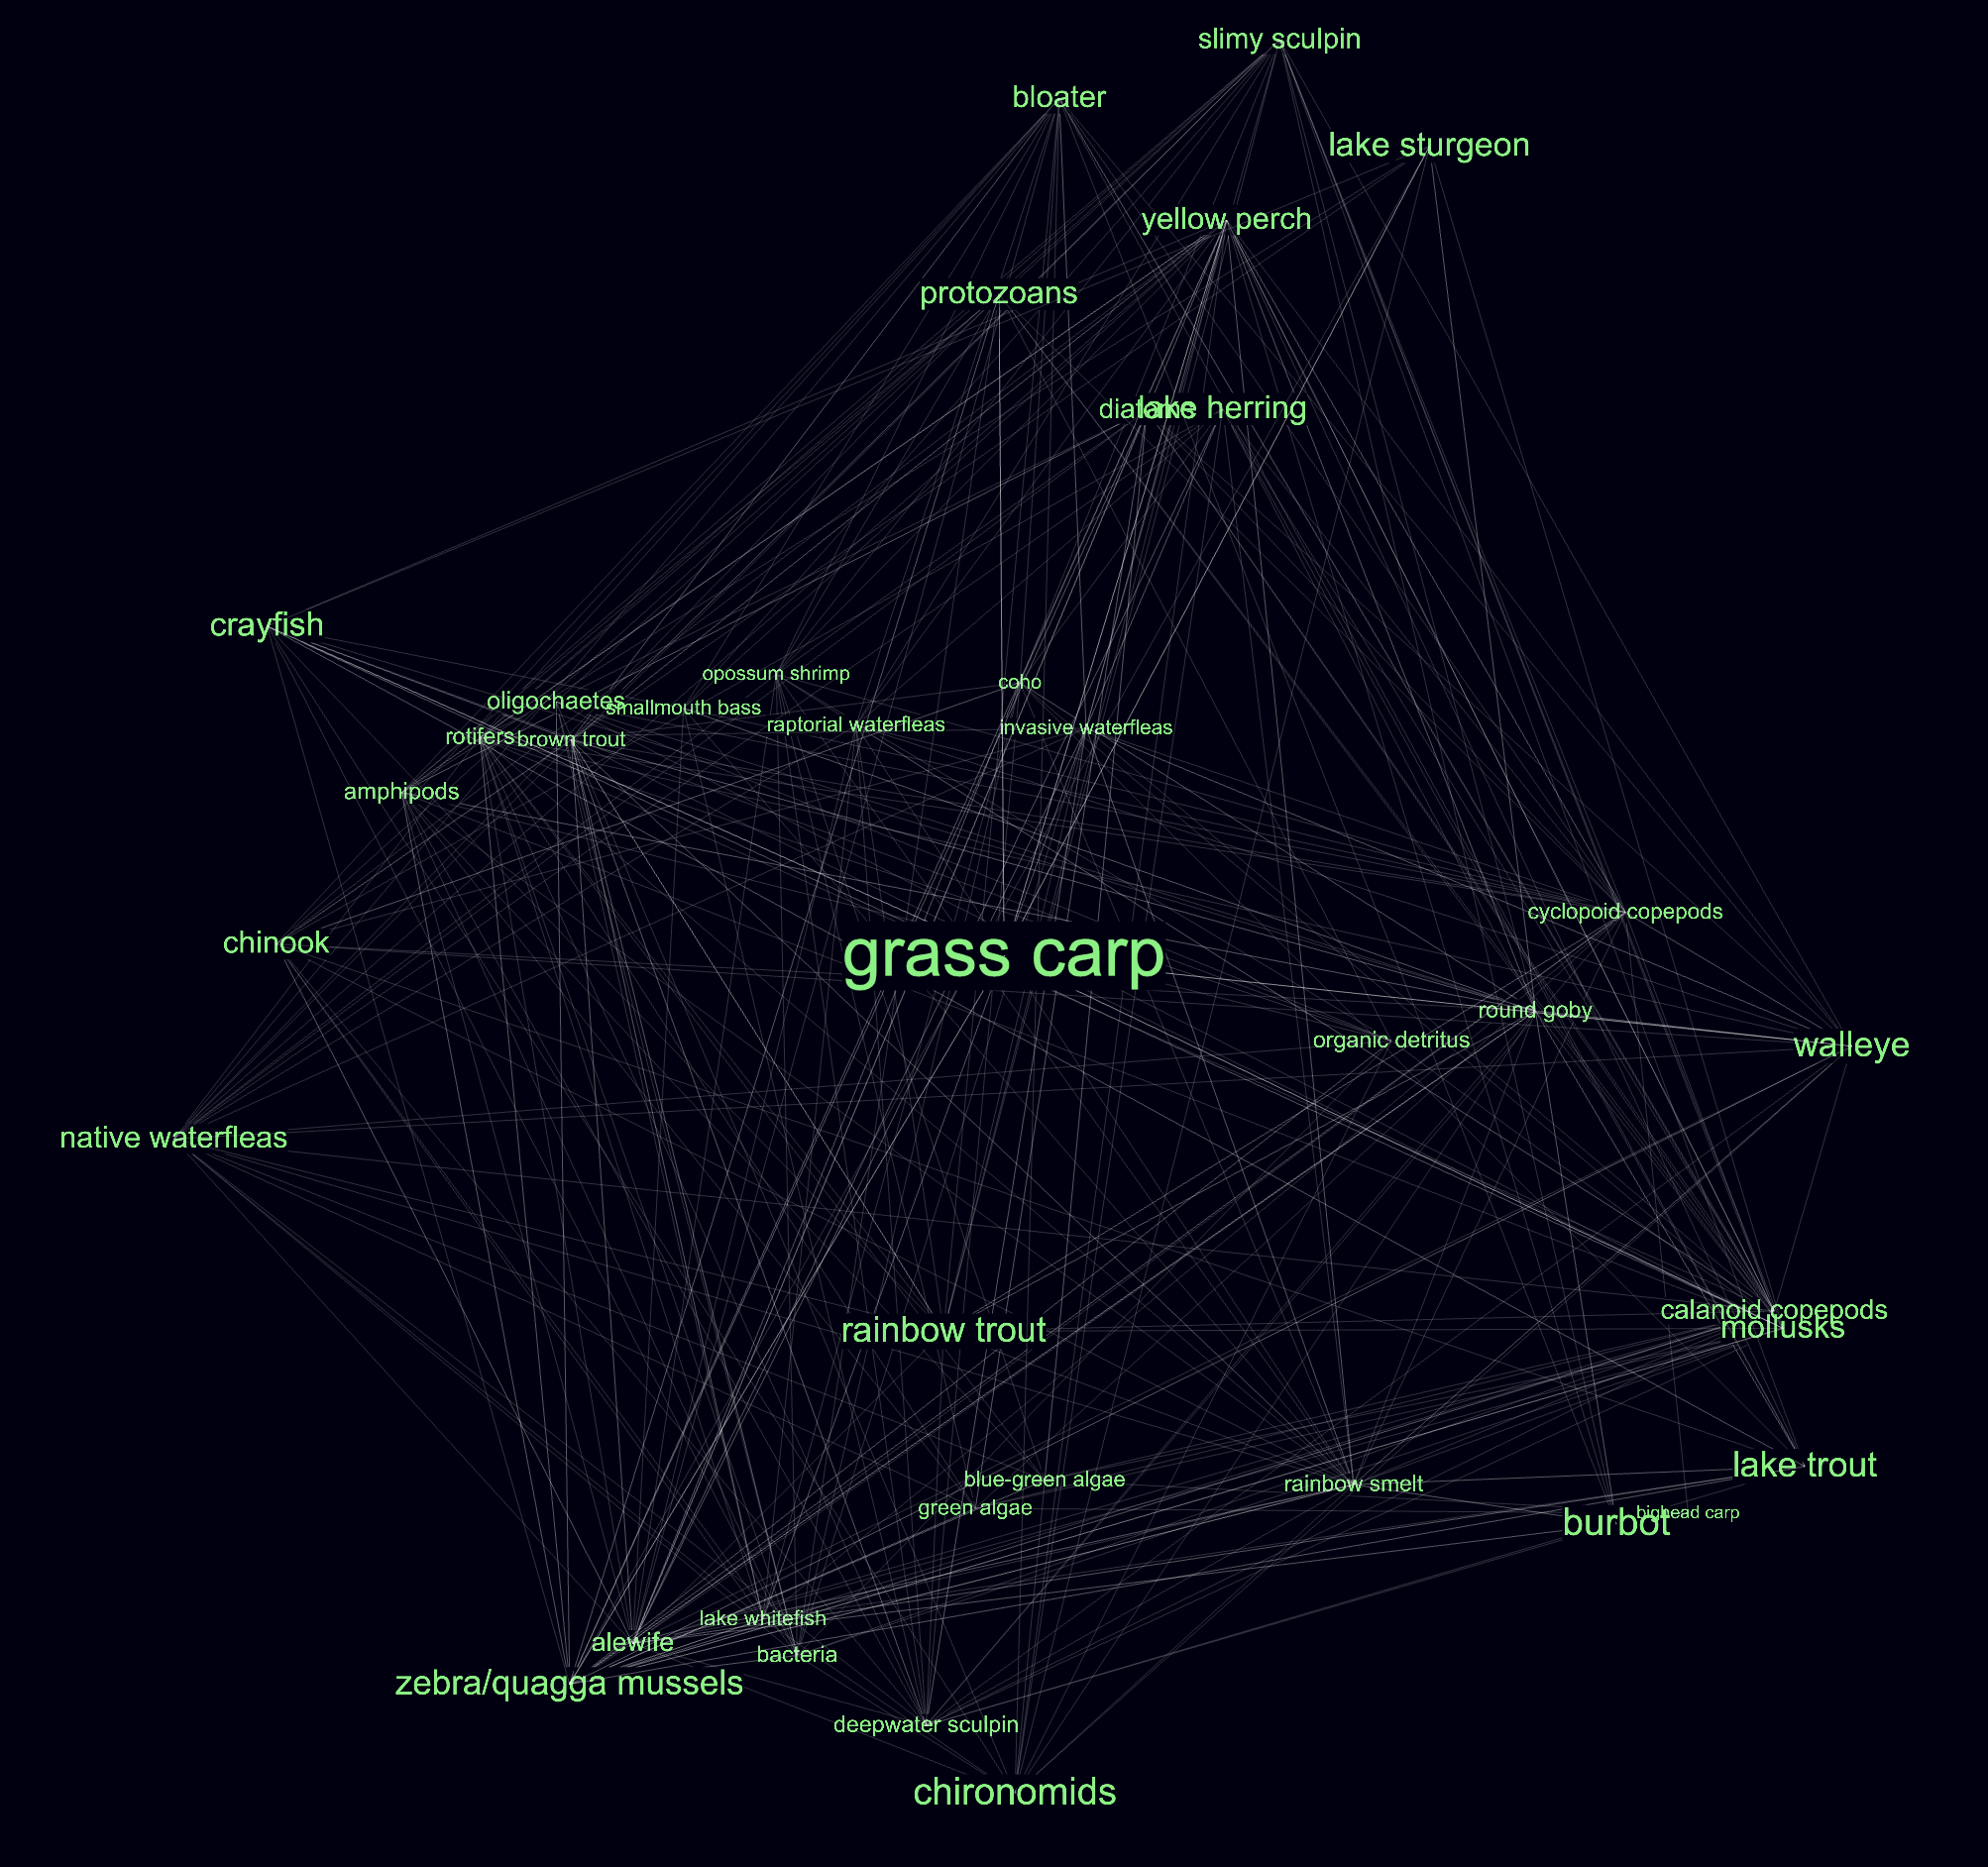 slimy sculpin
bloater
lake sturgeon
yellow perch
protozoans
diatoms
lake herring
crayfish
opossum shrimp
coho
oligochaetes
smallmouth bass
raptorial waterfleas
invasive waterfleas
rotifers
brown trout
amphipods
cyclopoid copepods
chinook
grass carp
round goby
organic detritus
walleye
native waterfleas
calanoid copepods
mollusks
rainbow trout
lake trout
blue-green algae
rainbow smelt
green algae
bighead carp
burbot
lake whitefish
alewife
bacteria
zebra/quagga mussels
deepwater sculpin
chironomids